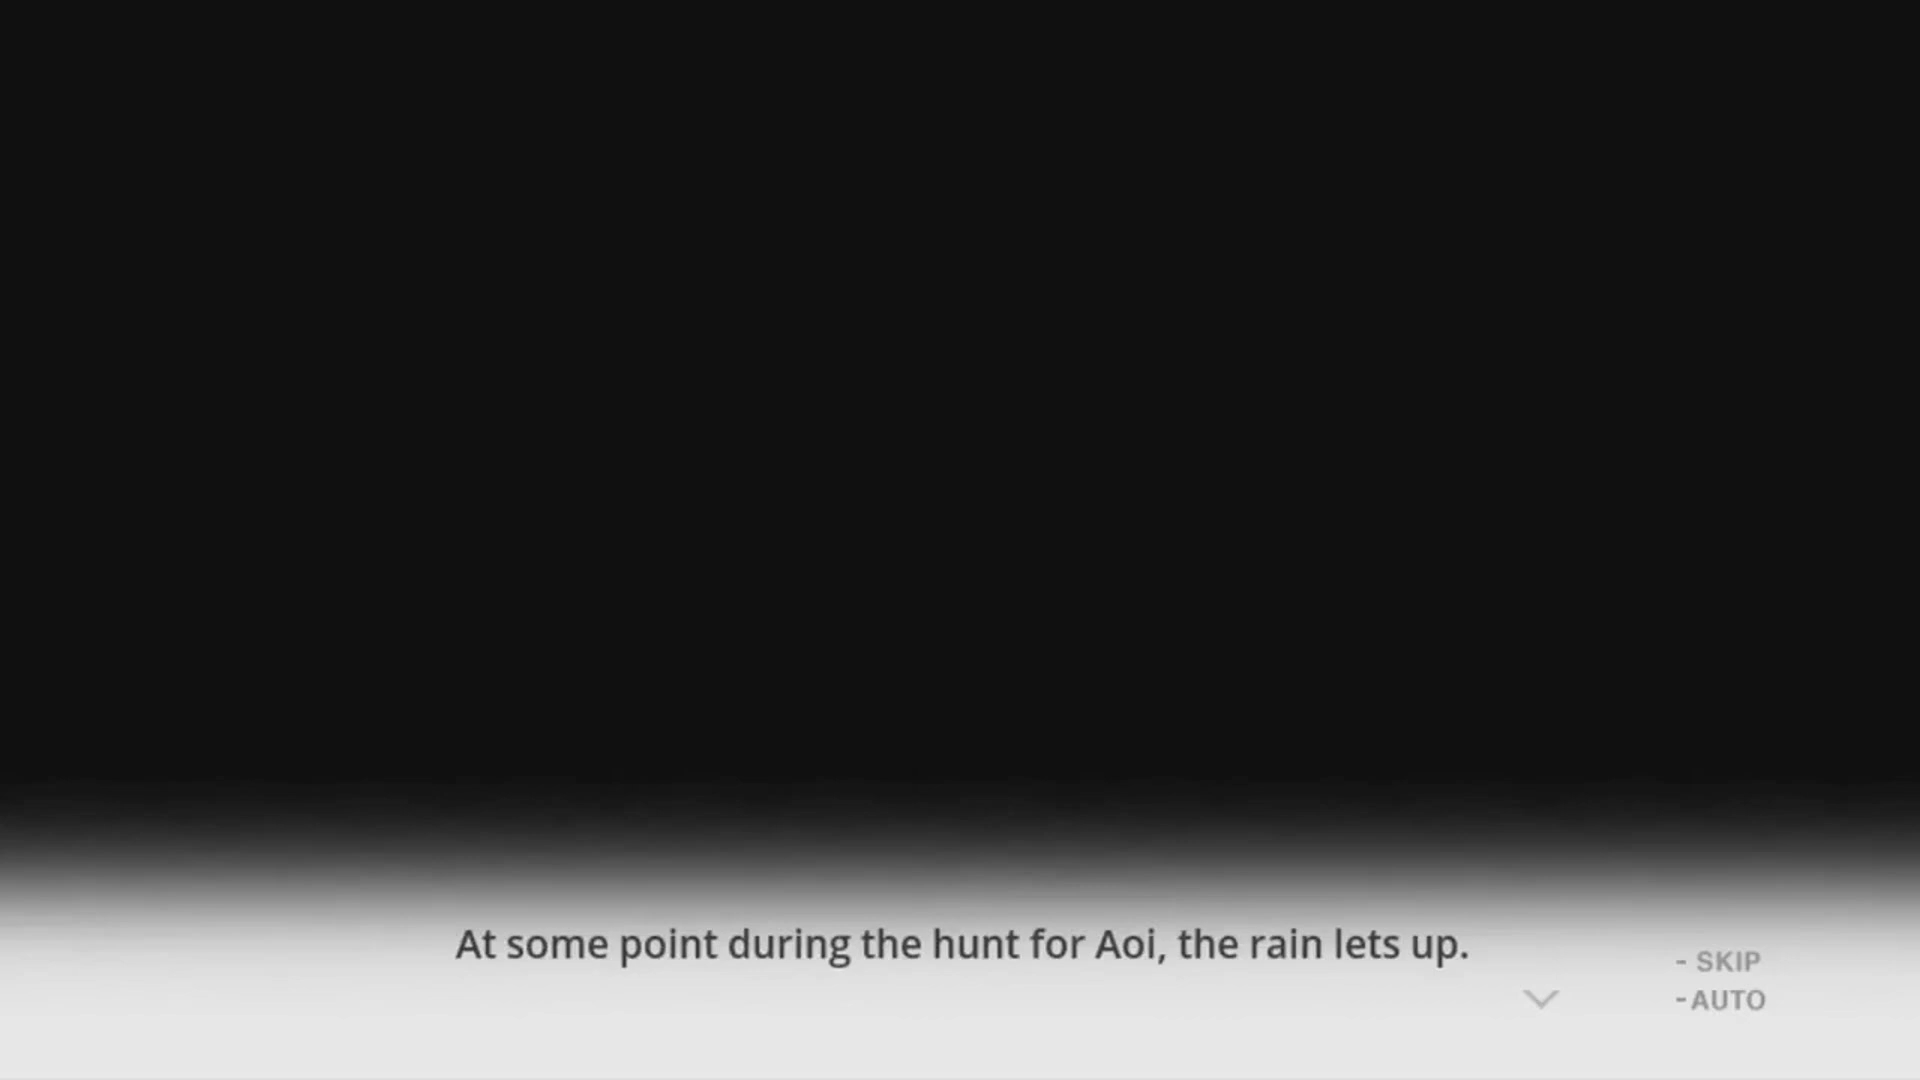 At some point during the hunt for Aoi, the rain lets up.
- SKIP
-AUTO